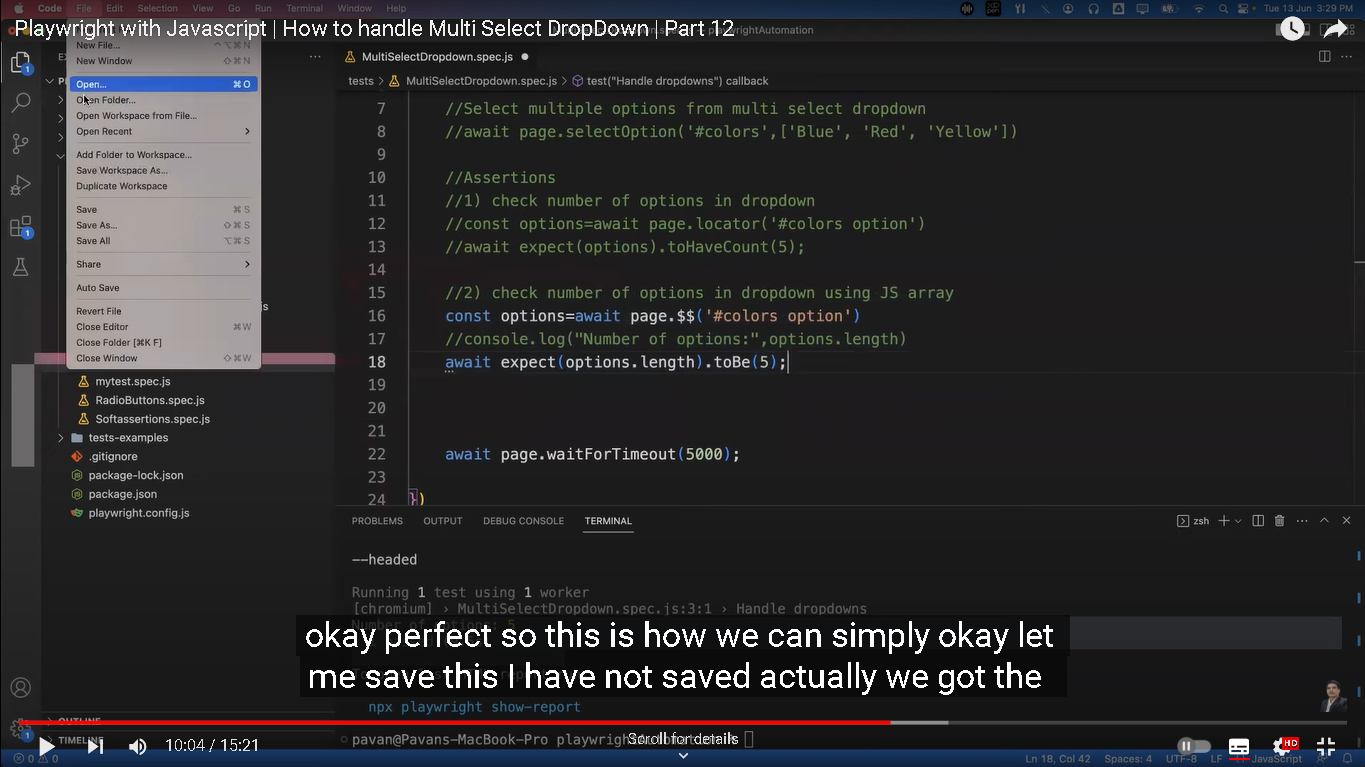 Code File Edit Selection View Go Run Terminal Window Help
Tue 13 Jun 3:29 PM
Playwright with Javascript | How to handle Multi Select DropDown | Part 12
New File...
New Window ⇧⌘N
Open... ⌘O
Open Folder...
Open Workspace from File...
Open Recent
Add Folder to Workspace...
Save Workspace As...
Duplicate Workspace
Save ⌘S
Save As... ⇧⌘S
Save All ⌥⌘S
Share
Auto Save
Revert File
Close Editor ⌘W
Close Folder [⌘K F]
Close Window ⇧⌘W
mytest.spec.js
RadioButtons.spec.js
Softassertions.spec.js
tests-examples
.gitignore
package-lock.json
package.json
playwright.config.js
OUTLINE
TIMELINE
MultiSelectDropdown.spec.js
tests > MultiSelectDropdown.spec.js > test("Handle dropdowns") callback
7 //Select multiple options from multi select dropdown
8 //await page.selectOption('#colors',['Blue', 'Red', 'Yellow'])
9
10 //Assertions
11 //1) check number of options in dropdown
12 //const options=await page.locator('#colors option')
13 //await expect(options).toHaveCount(5);
14
15 //2) check number of options in dropdown using JS array
16 const options=await page.$$('#colors option')
17 //console.log("Number of options:",options.length)
18 await expect(options.length).toBe(5);
19
20
21
22 await page.waitForTimeout(5000);
23
24 })
PROBLEMS OUTPUT DEBUG CONSOLE TERMINAL
zsh
--headed
Running 1 test using 1 worker
[chromium] › MultiSelectDropdown.spec.js:3:1 › Handle dropdowns
okay perfect so this is how we can simply okay let
me save this I have not saved actually we got the
npx playwright show-report
pavan@Pavans-MacBook-Pro
Scroll for details
10:04 / 15:21
HD
Ln 18, Col 42 Spaces: 4 UTF-8 LF JavaScript